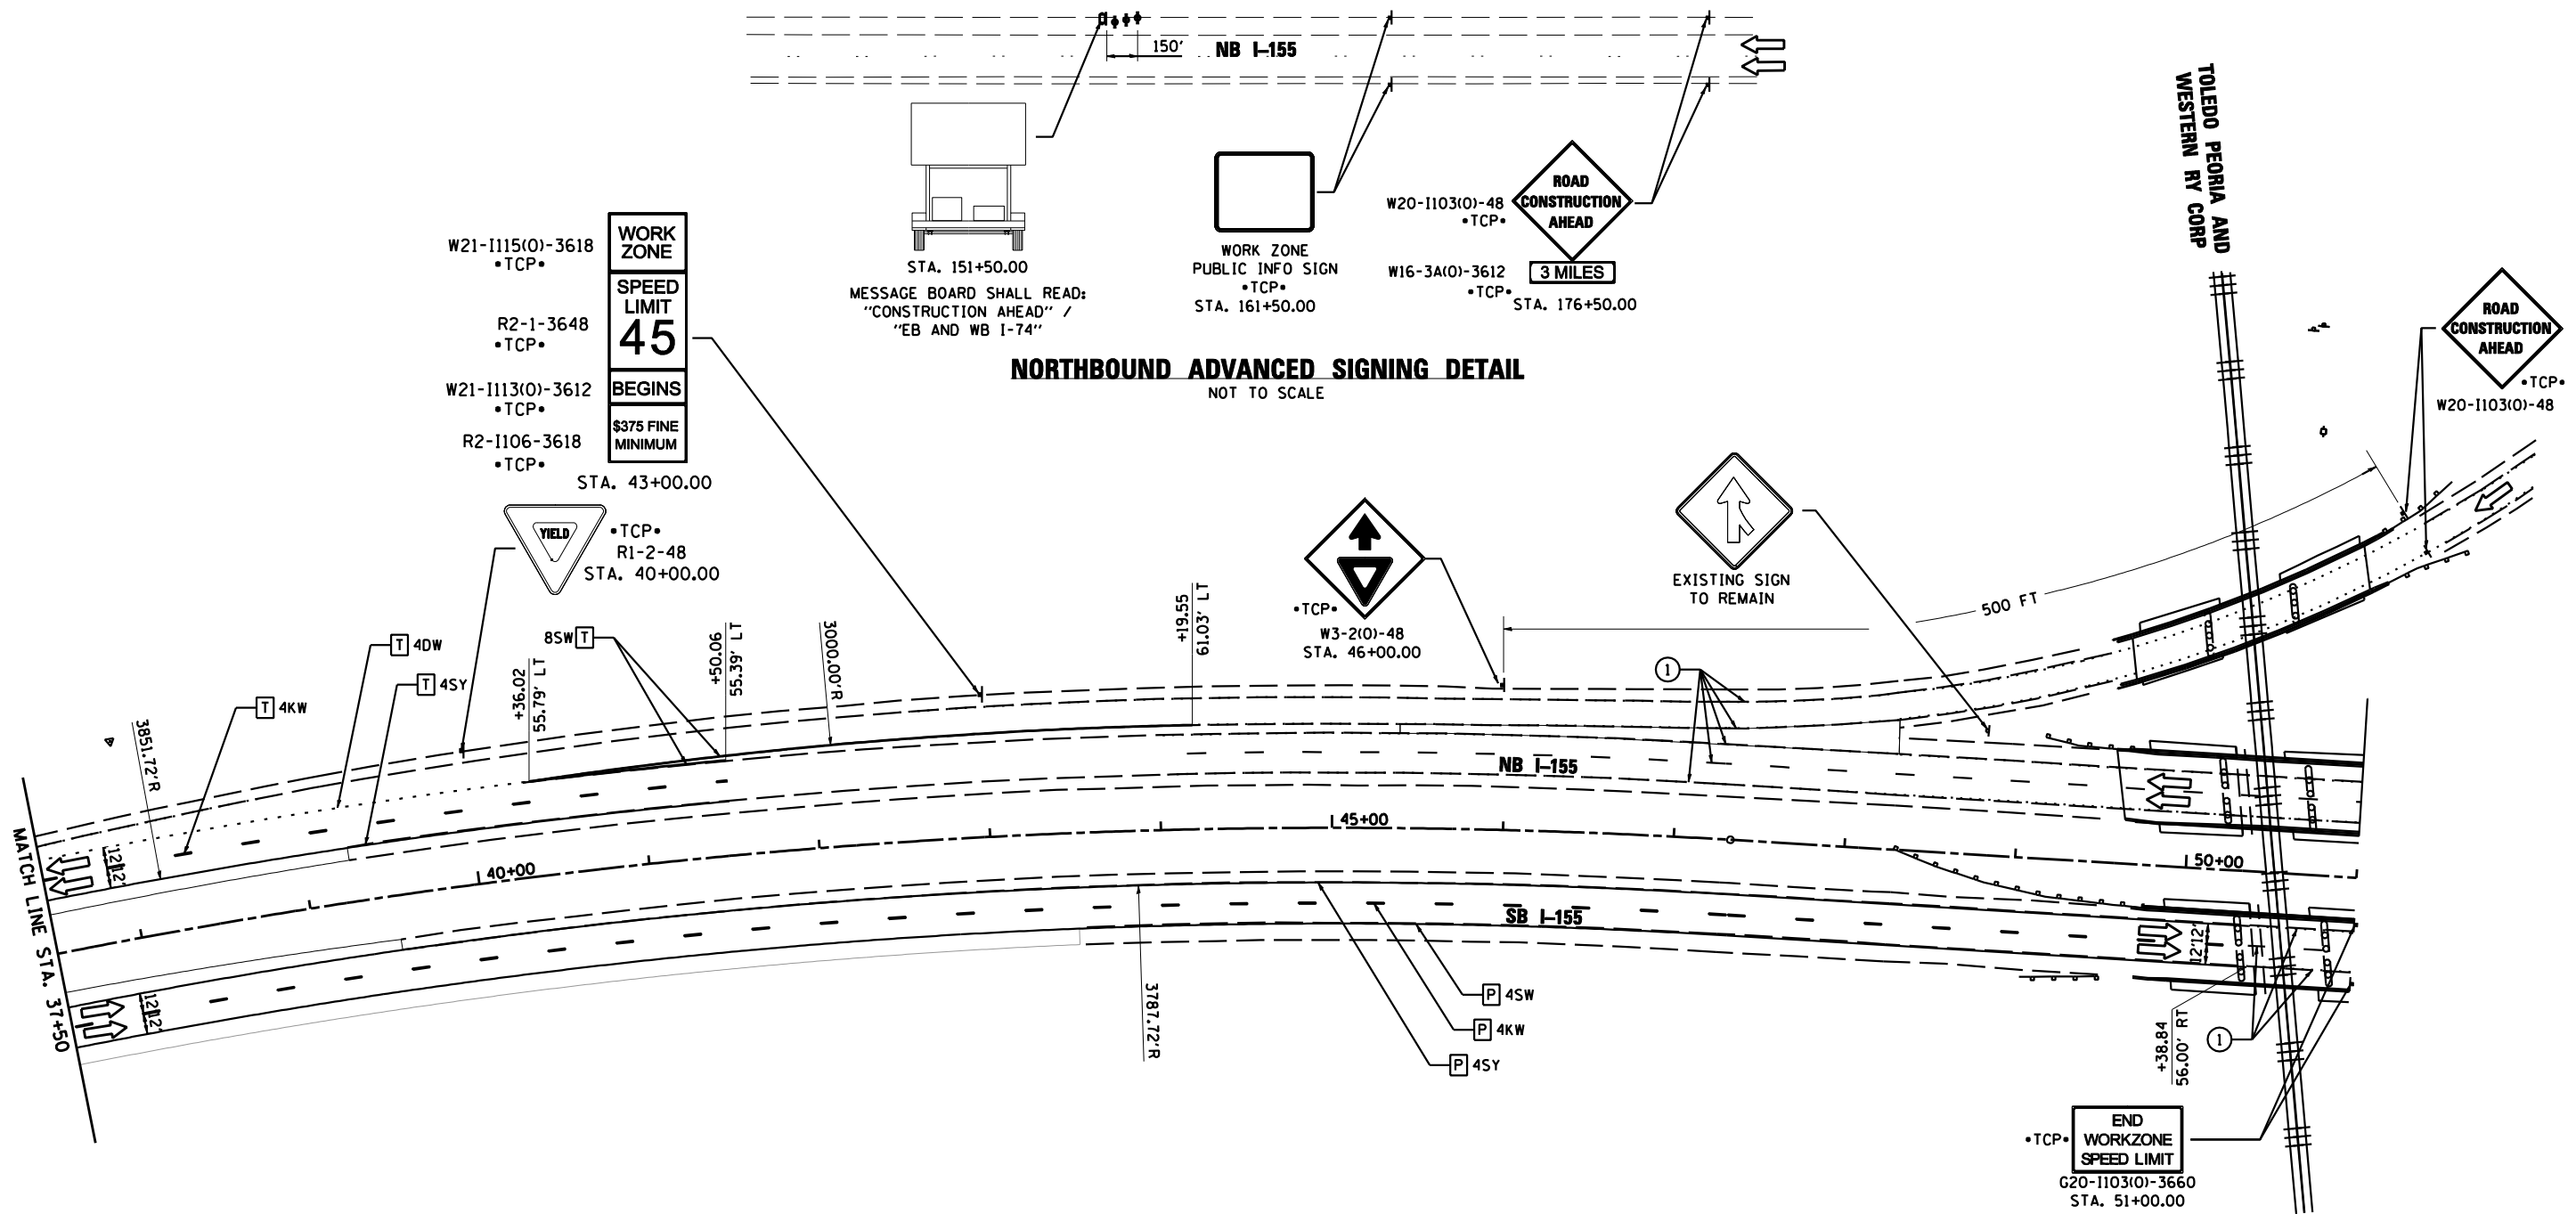 150'
NB I-155
STA. 151+50.00
MESSAGE BOARD SHALL READ:
"CONSTRUCTION AHEAD" /
"EB AND WB I-74"
WORK ZONE
PUBLIC INFO SIGN
•TCP•
STA. 161+50.00
W20-I103(0)-48
•TCP•
ROAD
CONSTRUCTION
AHEAD
W16-3A(0)-3612
•TCP•
3 MILES
STA. 176+50.00
NORTHBOUND ADVANCED SIGNING DETAIL
NOT TO SCALE
TOLEDO PEORIA AND
WESTERN RY CORP
ROAD
CONSTRUCTION
AHEAD
•TCP•
W20-I103(0)-48
W21-I115(0)-3618
•TCP•
WORK
ZONE
R2-1-3648
•TCP•
SPEED
LIMIT
45
W21-I113(0)-3612
•TCP•
BEGINS
R2-I106-3618
•TCP•
$375 FINE
MINIMUM
STA. 43+00.00
YIELD
•TCP•
R1-2-48
STA. 40+00.00
•TCP•
W3-2(0)-48
STA. 46+00.00
EXISTING SIGN
TO REMAIN
500 FT
T 4DW
T 4SY
T 4KW
8SW T
+36.02
55.79' LT
+50.06
55.39' LT
3000.00'R
+19.55
61.03' LT
1
3851.72'R
NB I-155
12'
12'
MATCH LINE STA. 37+50
40+00
45+00
50+00
SB I-155
12'
12'
12'
12'
3787.72'R
P 4SW
P 4KW
P 4SY
+38.84
56.00' RT
1
•TCP•
END
WORKZONE
SPEED LIMIT
G20-I103(0)-3660
STA. 51+00.00